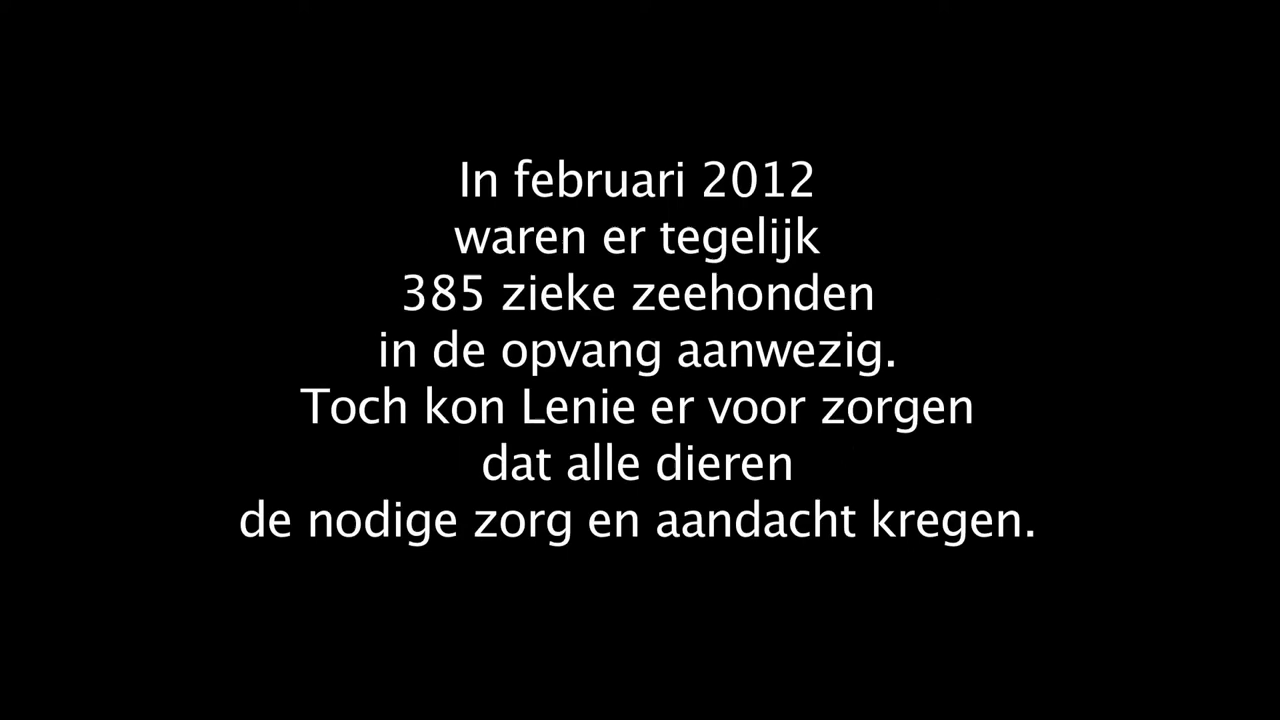 In februari 2012
waren er tegelijk
385 zieke zeehonden
in de opvang aanwezig.
Toch kon Lenie er voor zorgen
dat alle dieren
de nodige zorg en aandacht kregen.